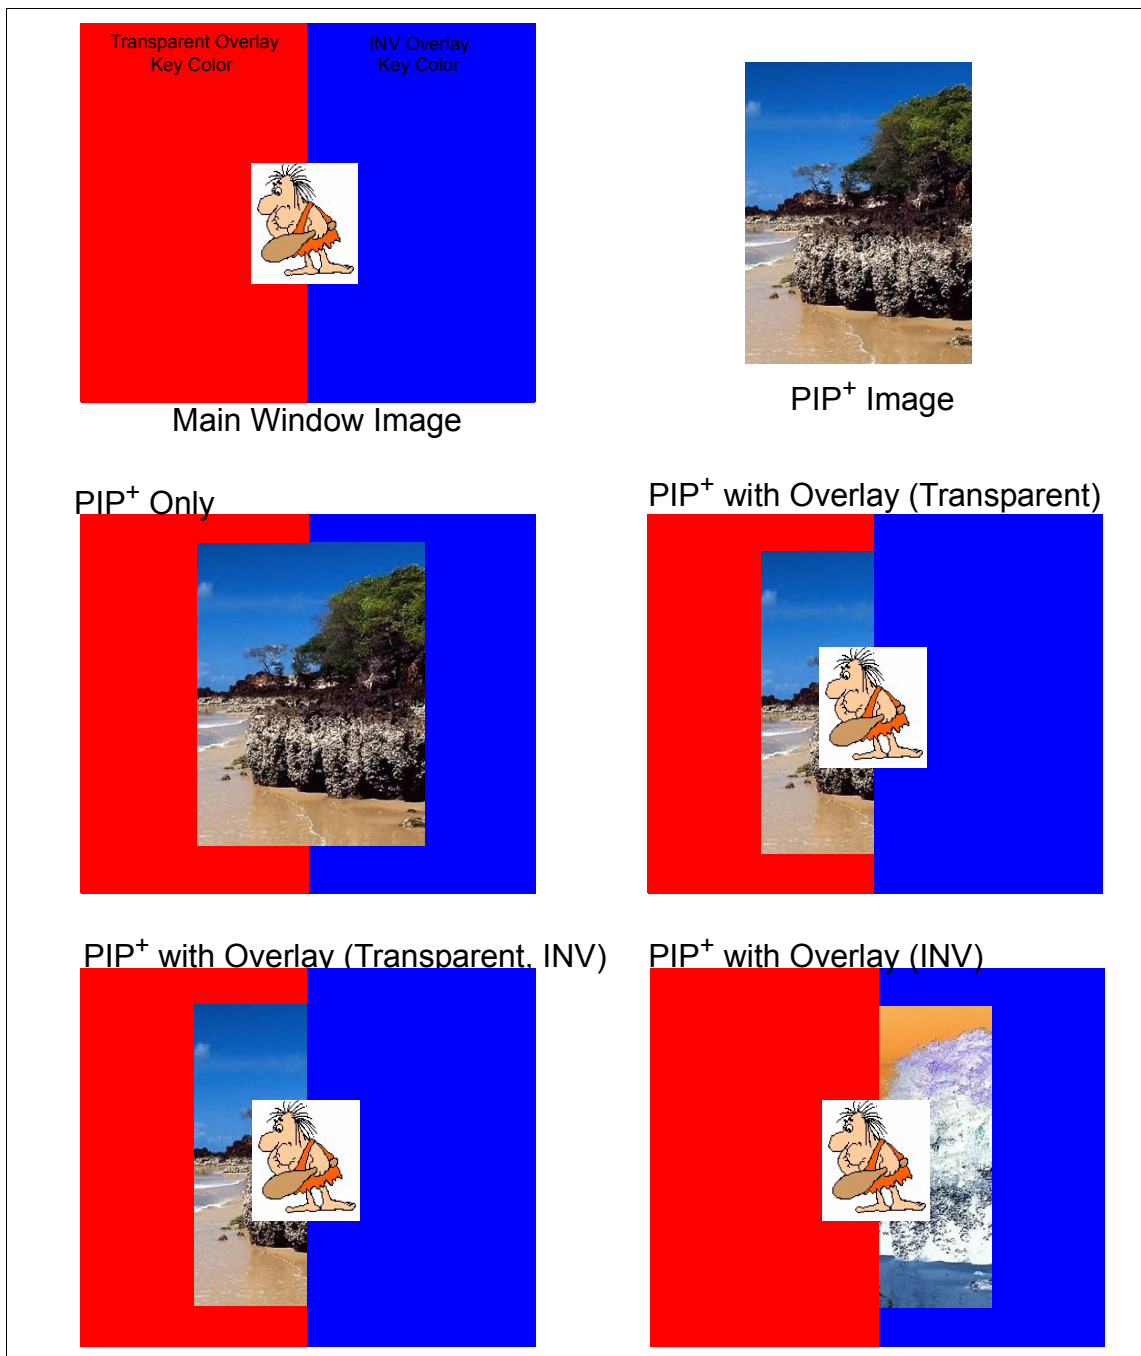 Transparent Overlay
Key Color
INV Overlay
Key Color
Main Window Image
PIP+ Image
PIP+ Only
PIP+ with Overlay (Transparent)
PIP+ with Overlay (Transparent, INV)
PIP+ with Overlay (INV)